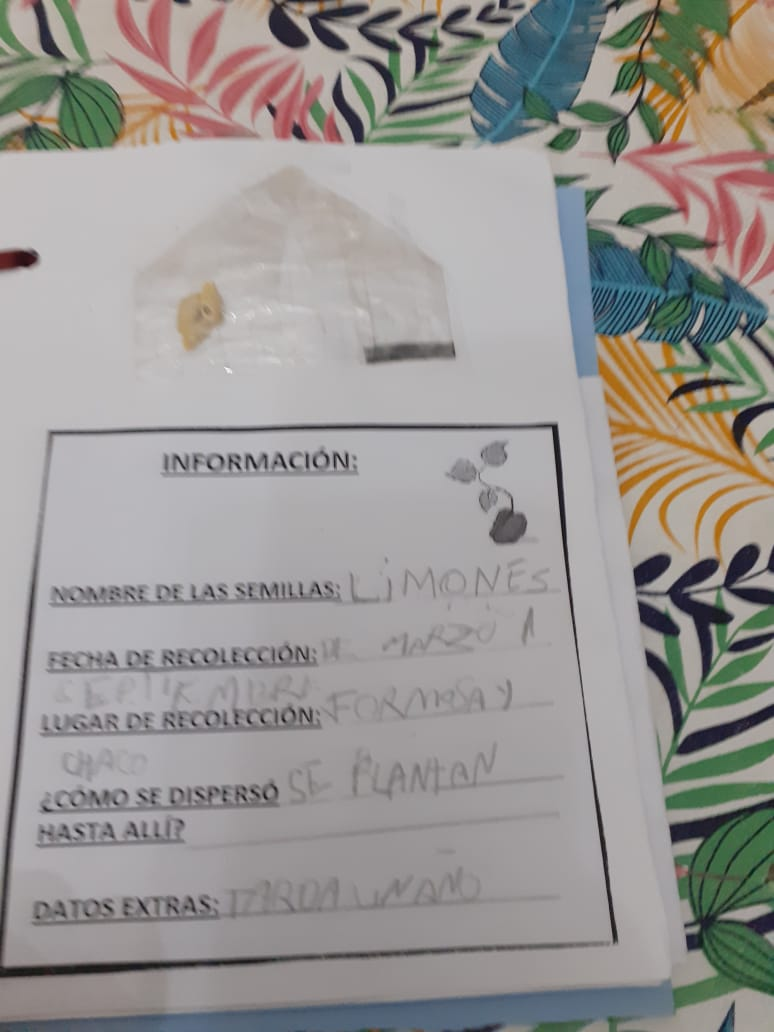 INFORMACIÓN:
NOMBRE DE LAS SEMILLAS: LIMONES
FECHA DE RECOLECCIÓN: DE MARZO A
SEPTIEMBRE
LUGAR DE RECOLECCIÓN: FORMOSA Y
CHACO
¿CÓMO SE DISPERSÓ SE PLANTAN
HASTA ALLÍ?
DATOS EXTRAS: TARDA UN AÑO